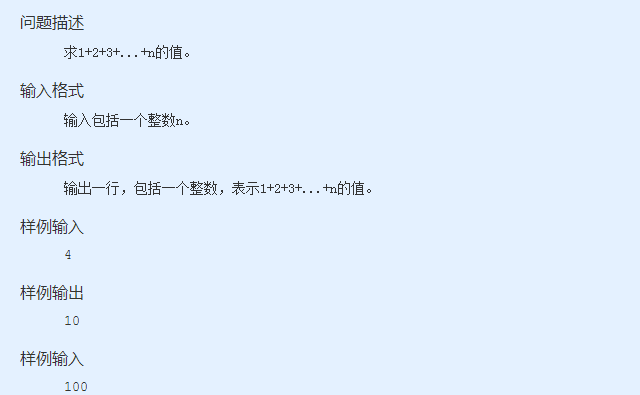 问题描述
求1+2+3+...+n的值。
输入格式
输入包括一个整数n。
输出格式
输出一行，包括一个整数，表示1+2+3+...+n的值。
样例输入
4
样例输出
10
样例输入
100